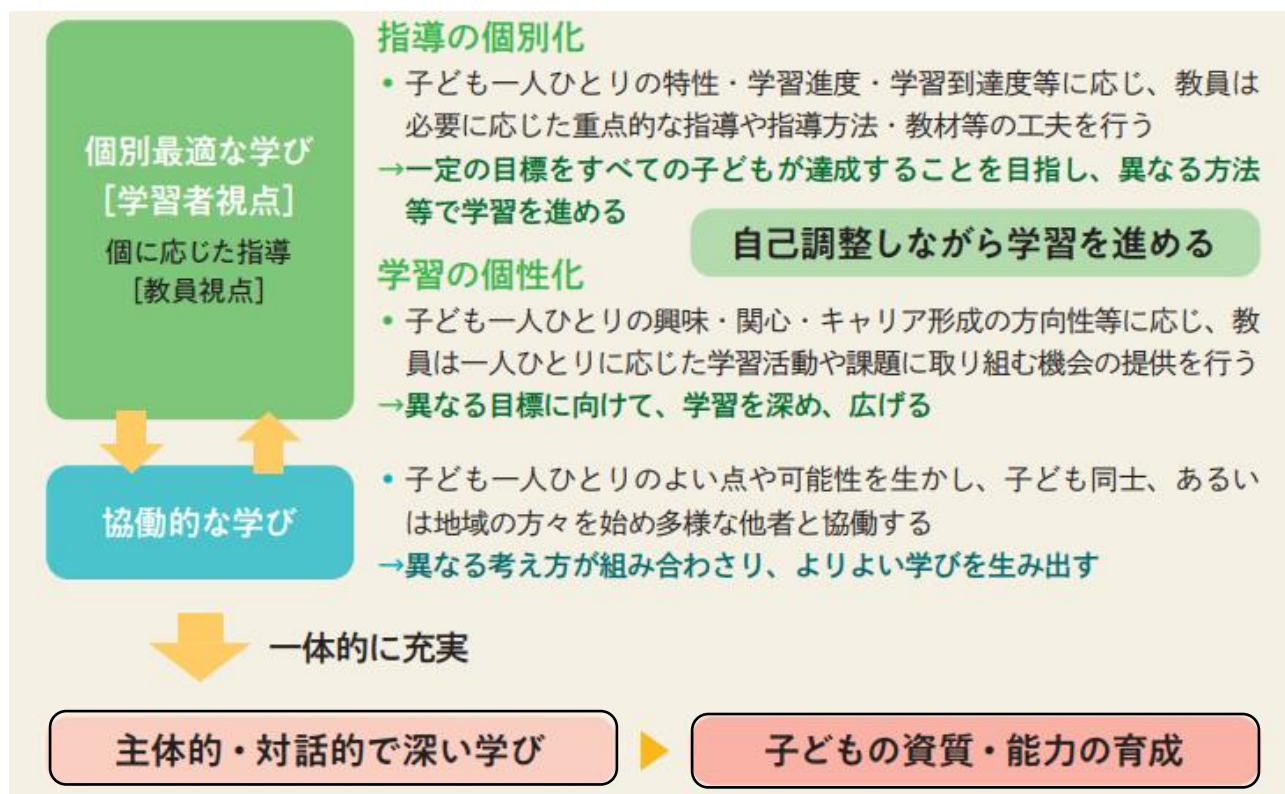 個別最適な学び
[学習者視点]
個に応じた指導
[教員視点]
指導の個別化
• 子ども一人ひとりの特性・学習進度・学習到達度等に応じ、教員は
必要に応じた重点的な指導や指導方法・教材等の工夫を行う
→一定の目標をすべての子どもが達成することを目指し、異なる方法
等で学習を進める
自己調整しながら学習を進める
学習の個性化
• 子ども一人ひとりの興味・関心・キャリア形成の方向性等に応じ、教
員は一人ひとりに応じた学習活動や課題に取り組む機会の提供を行う
→異なる目標に向けて、学習を深め、広げる
協働的な学び
• 子ども一人ひとりのよい点や可能性を生かし、子ども同士、あるい
は地域の方々を始め多様な他者と協働する
→異なる考え方が組み合わさり、よりよい学びを生み出す
一体的に充実
主体的・対話的で深い学び
子どもの資質・能力の育成